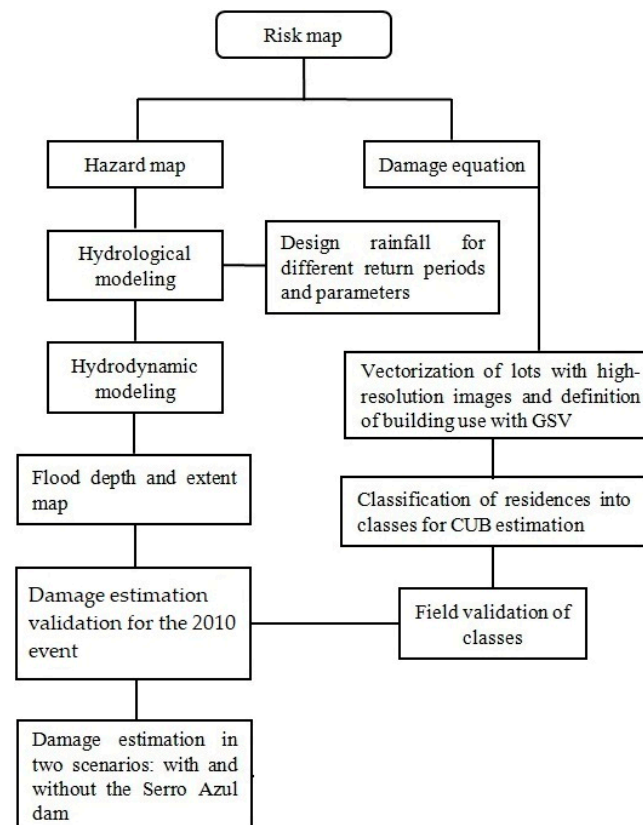 Risk map
Hazard map
Damage equation
Hydrological
modeling
Design rainfall for
different return periods
and parameters
Hydrodynamic
modeling
Vectorization of lots with high-
resolution images and definition
of building use with GSV
Flood depth and extent
map
Classification of residences into
classes for CUB estimation
Damage estimation
validation for the 2010
event
Field validation of
classes
Damage estimation in
two scenarios: with and
without the Serro Azul
dam